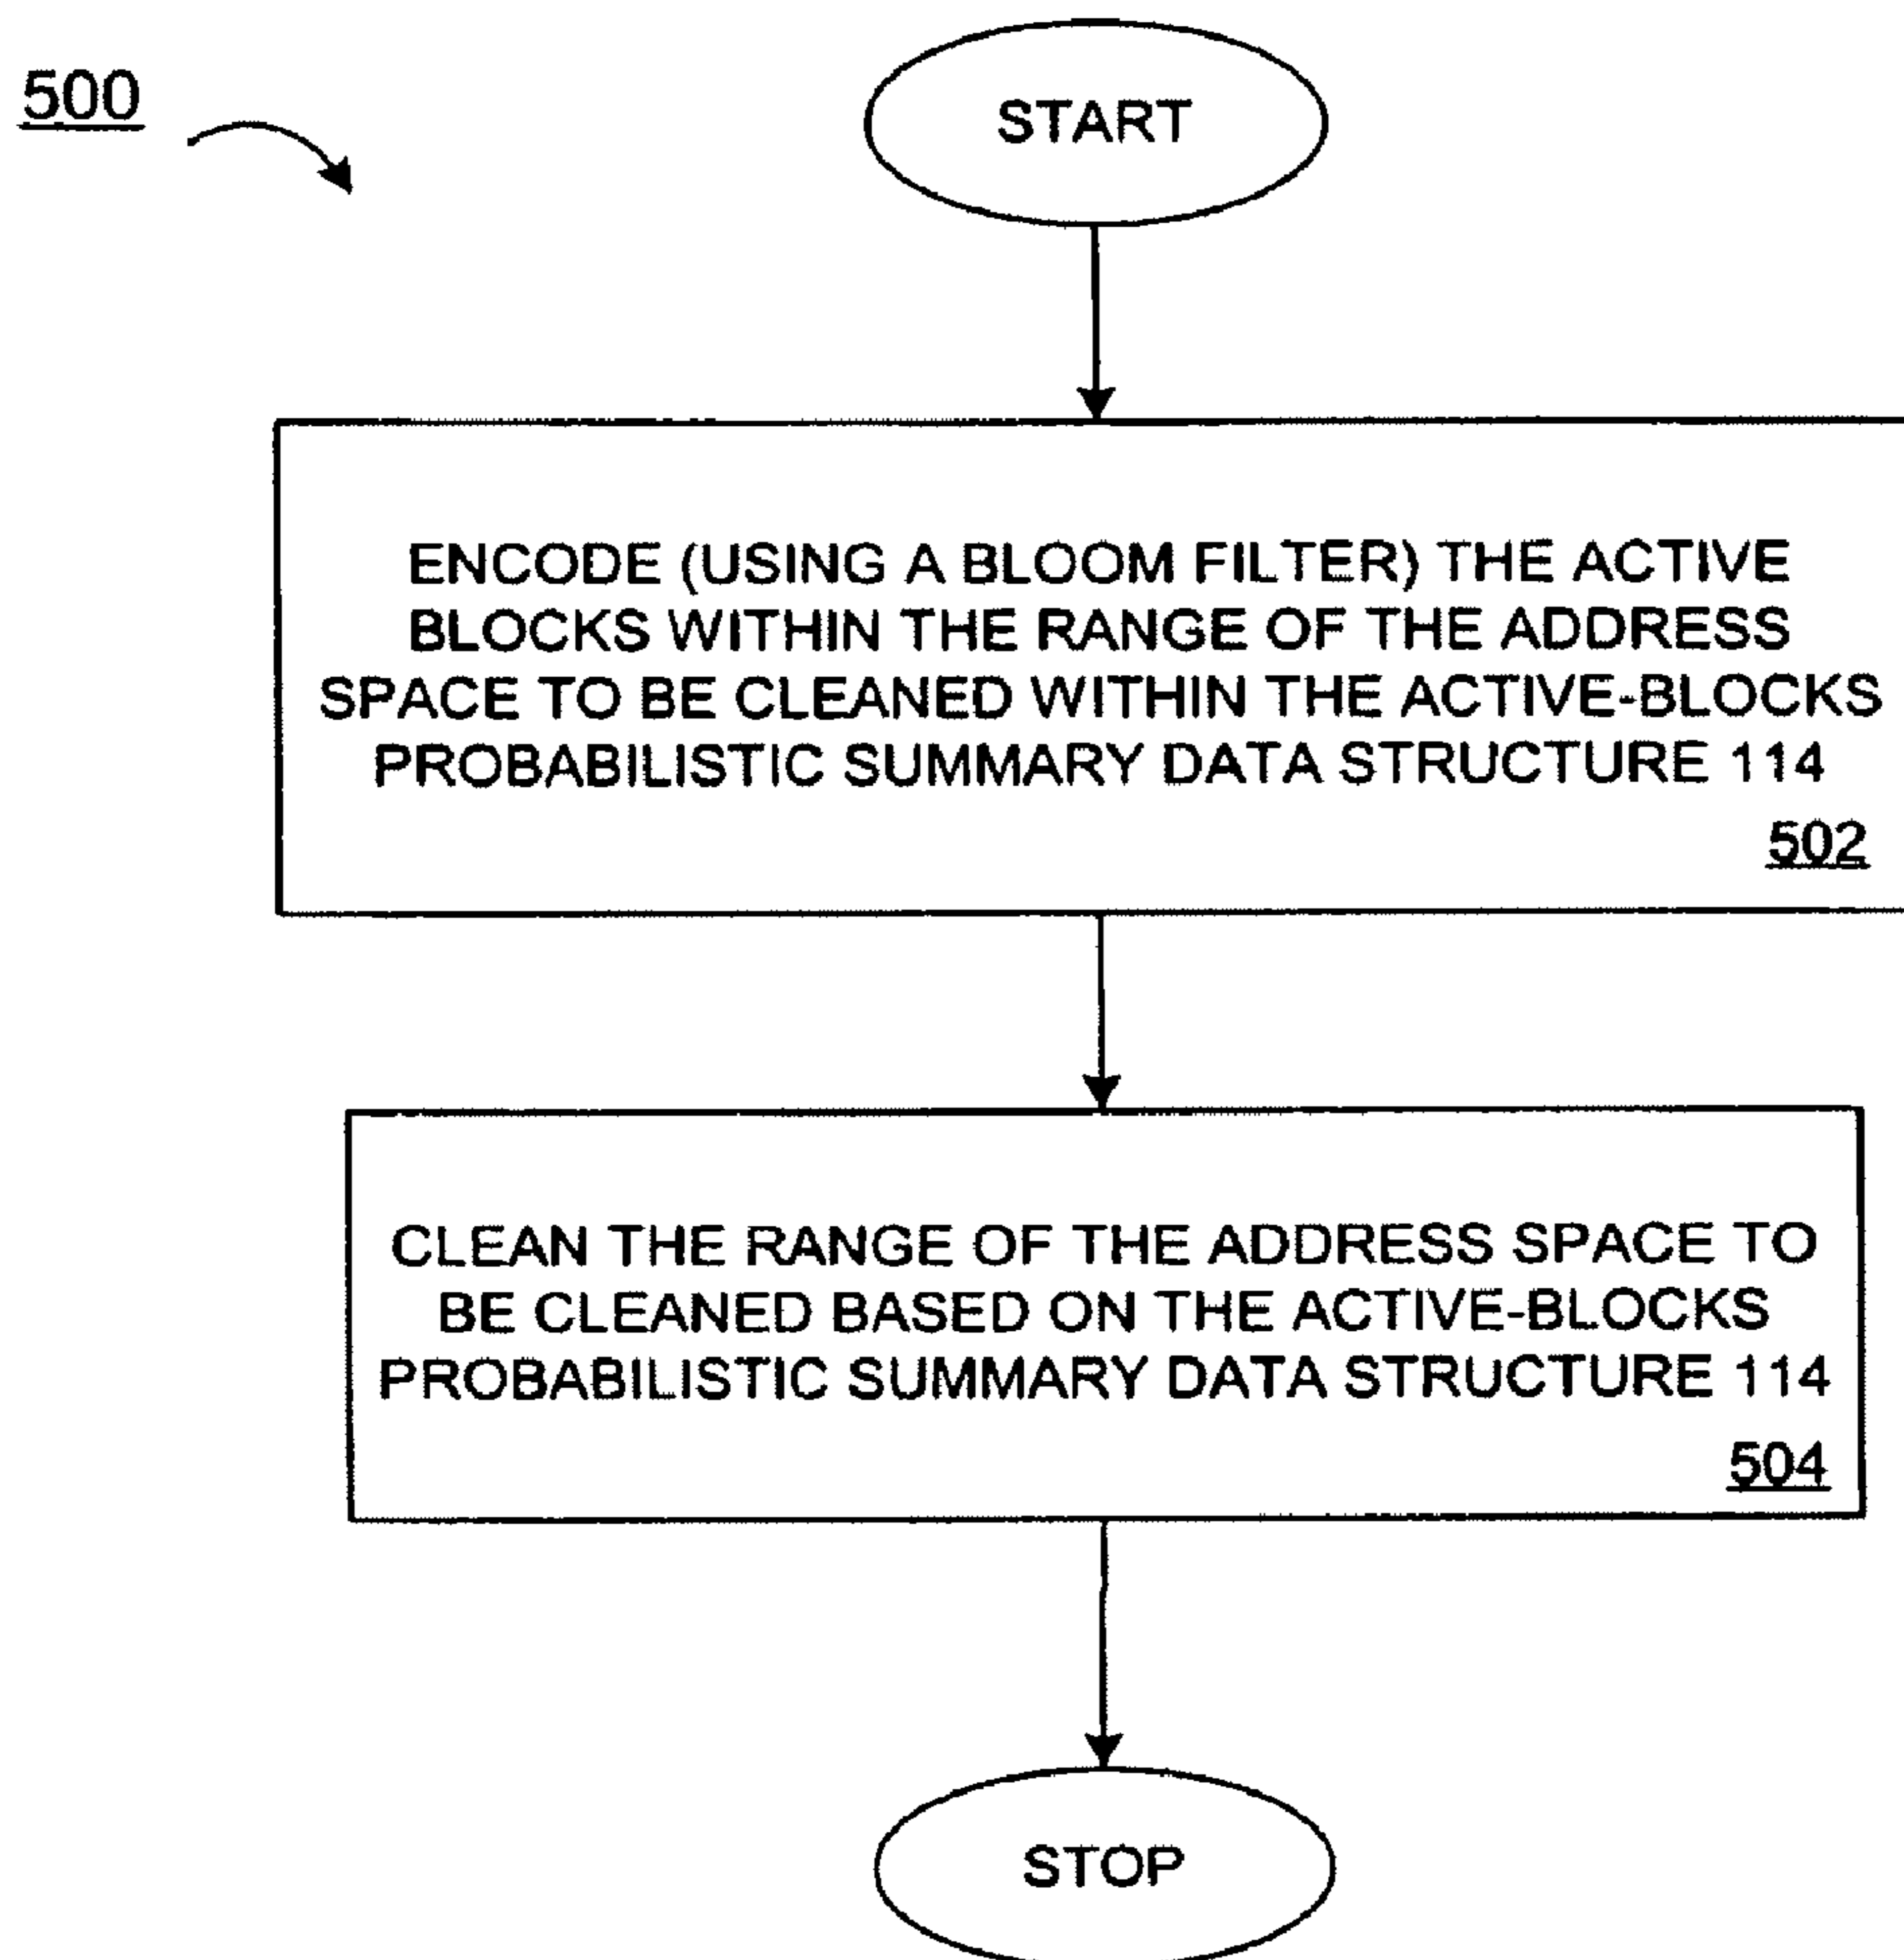 500
START
ENCODE (USING A BLOOM FILTER) THE ACTIVE
BLOCKS WITHIN THE RANGE OF THE ADDRESS
SPACE TO BE CLEANED WITHIN THE ACTIVE-BLOCKS
PROBABILISTIC SUMMARY DATA STRUCTURE 114
502
CLEAN THE RANGE OF THE ADDRESS SPACE TO
BE CLEANED BASED ON THE ACTIVE-BLOCKS
PROBABILISTIC SUMMARY DATA STRUCTURE 114
504
STOP